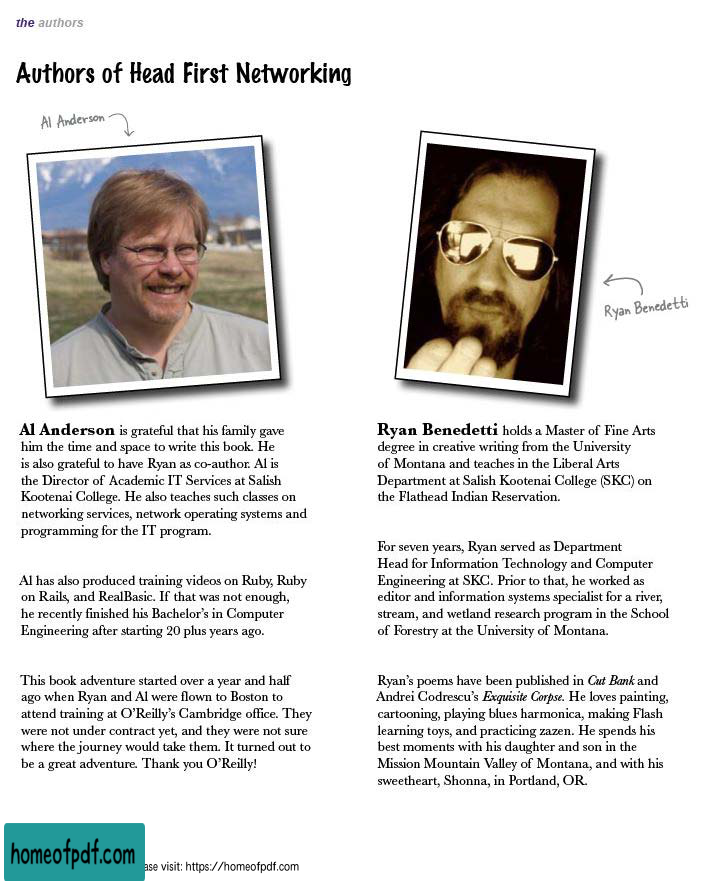 the authors
Authors of Head First Networking
Al Anderson
Ryan Benedetti
Al Anderson is grateful that his family gave
him the time and space to write this book. He
is also grateful to have Ryan as co-author. Al is
the Director of Academic IT Services at Salish
Kootenai College. He also teaches such classes on
networking services, network operating systems and
programming for the IT program.
Al has also produced training videos on Ruby, Ruby
on Rails, and RealBasic. If that was not enough,
he recently finished his Bachelor's in Computer
Engineering after starting 20 plus years ago.
This book adventure started over a year and half
ago when Ryan and Al were flown to Boston to
attend training at O'Reilly's Cambridge office. They
were not under contract yet, and they were not sure
where the journey would take them. It turned out to
be a great adventure. Thank you O'Reilly!
Ryan Benedetti holds a Master of Fine Arts
degree in creative writing from the University
of Montana and teaches in the Liberal Arts
Department at Salish Kootenai College (SKC) on
the Flathead Indian Reservation.
For seven years, Ryan served as Department
Head for Information Technology and Computer
Engineering at SKC. Prior to that, he worked as
editor and information systems specialist for a river,
stream, and wetland research program in the School
of Forestry at the University of Montana.
Ryan's poems have been published in Cut Bank and
Andrei Codrescu's Exquisite Corpse. He loves painting,
cartooning, playing blues harmonica, making Flash
learning toys, and practicing zazen. He spends his
best moments with his daughter and son in the
Mission Mountain Valley of Montana, and with his
sweetheart, Shonna, in Portland, OR.
homeofpdf.com
visit: https://homeofpdf.com